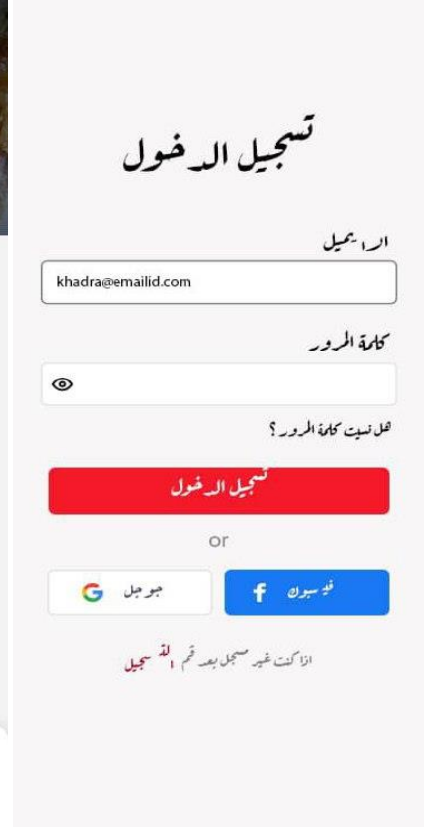 تسجيل الدخول
الايميل
khadra@emailid.com
كلمة المرور
هل نسيت كلمة المرور؟
تسجيل الدخول
or
فيسبوك
جوجل
اذا كنت غير مسجل بعد قم التسجيل